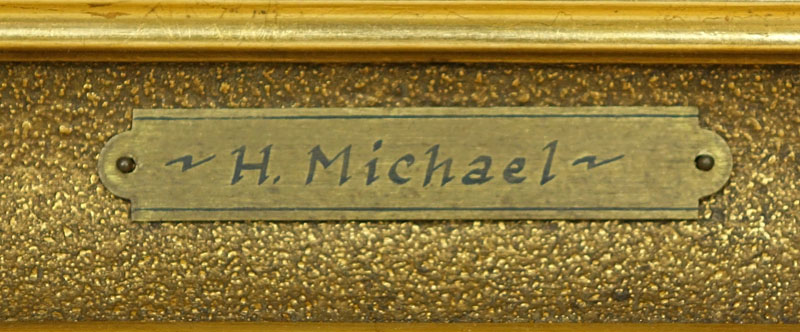 ~ H. Michael ~